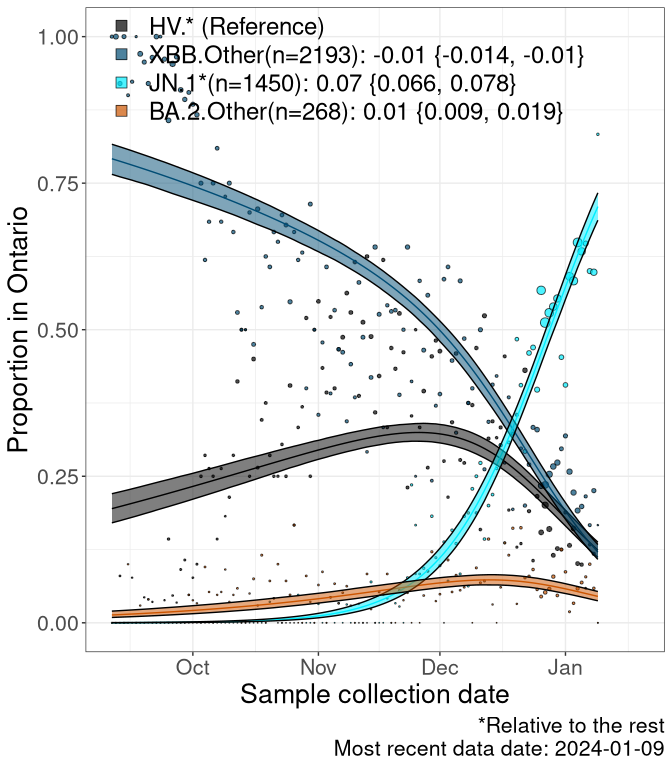 HV.* (Reference)
XBB.Other(n=2193): -0.01 {-0.014, -0.01}
JN.1*(n=1450): 0.07 {0.066, 0.078}
BA.2.Other(n=268): 0.01 {0.009, 0.019}
1.00
0.75
0.50
0.25
0.00
Proportion in Ontario
Oct Nov Dec Jan
Sample collection date
*Relative to the rest
Most recent data date: 2024-01-09